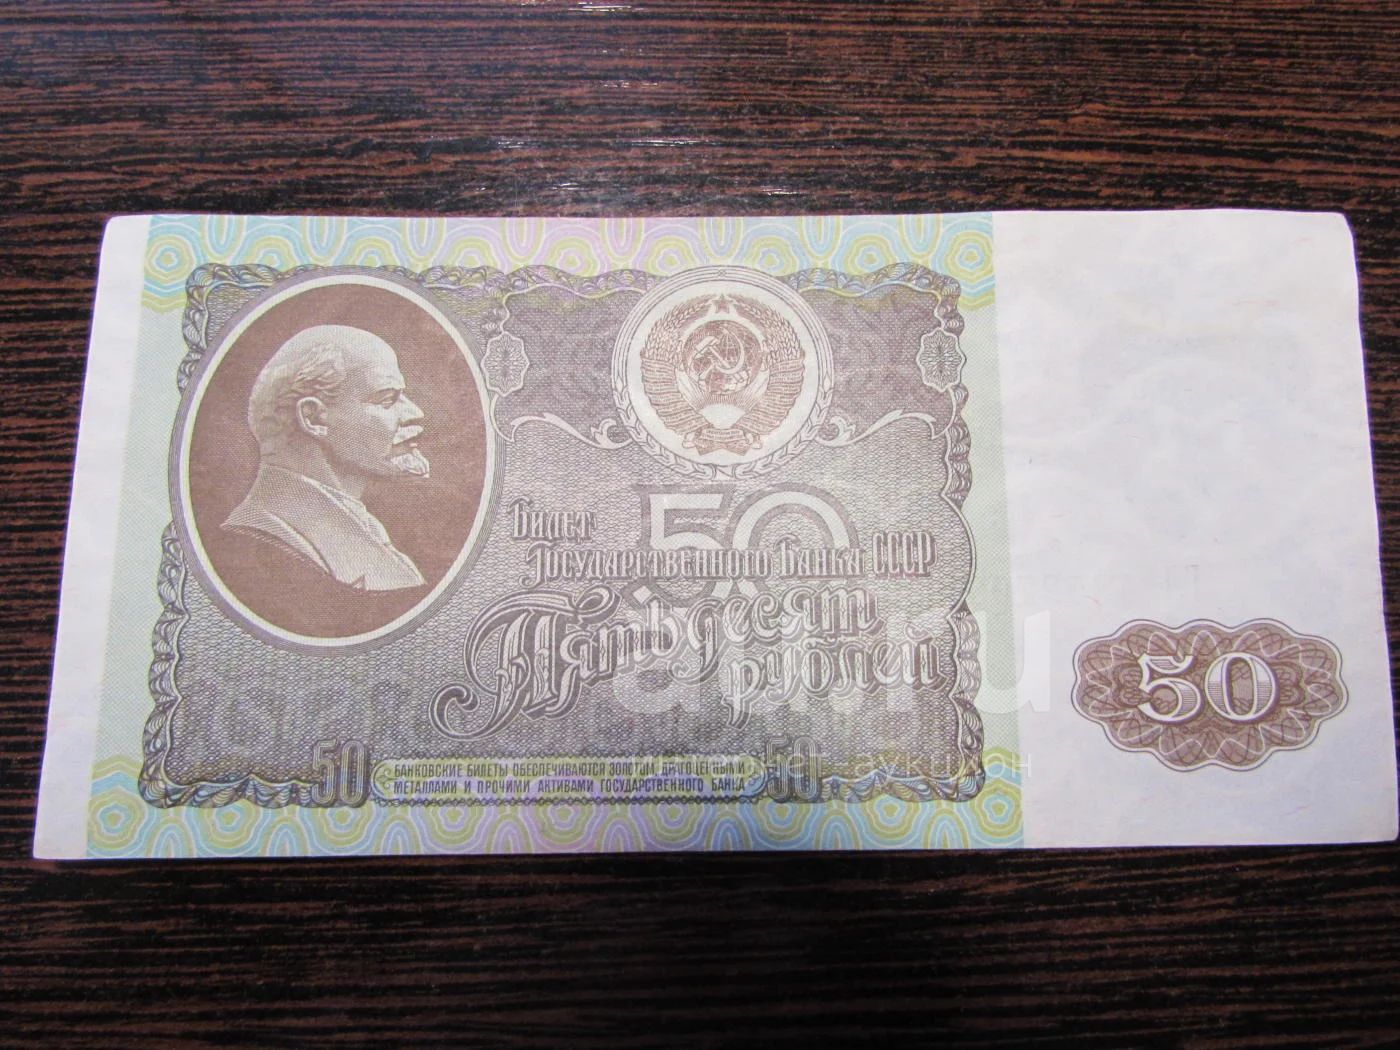 50
Билет
Государственного Банка СССР
Пятьдесят
рублей
50
50 БАНКОВСКИЕ БИЛЕТЫ ОБЕСПЕЧИВАЮТСЯ ЗОЛОТОМ, ДРАГОЦЕННЫМИ 50
МЕТАЛЛАМИ И ПРОЧИМИ АКТИВАМИ ГОСУДАРСТВЕННОГО БАНКА
аукцион